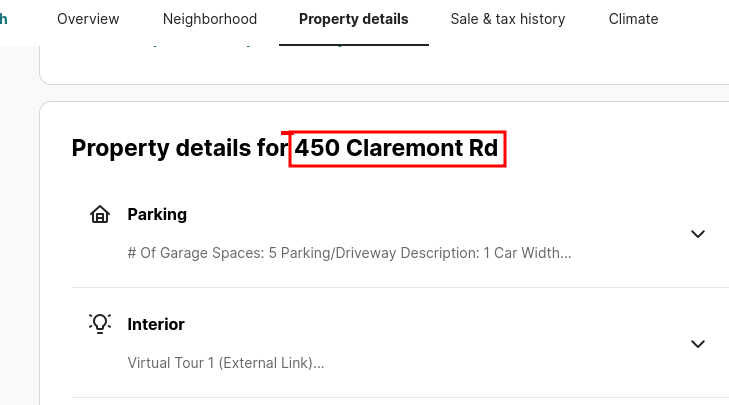 h Overview Neighborhood Property details Sale & tax history Climate
Property details for 450 Claremont Rd
Parking
# Of Garage Spaces: 5 Parking/Driveway Description: 1 Car Width...
Interior
Virtual Tour 1 (External Link)...